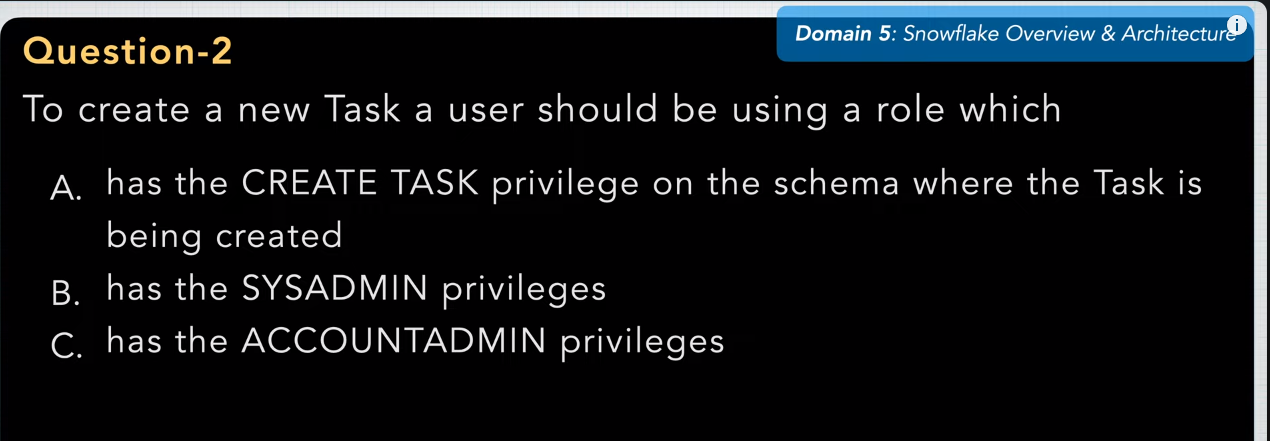 Domain 5: Snowflake Overview & Architecture
i
Question-2
To create a new Task a user should be using a role which
A. has the CREATE TASK privilege on the schema where the Task is
being created
B. has the SYSADMIN privileges
C. has the ACCOUNTADMIN privileges